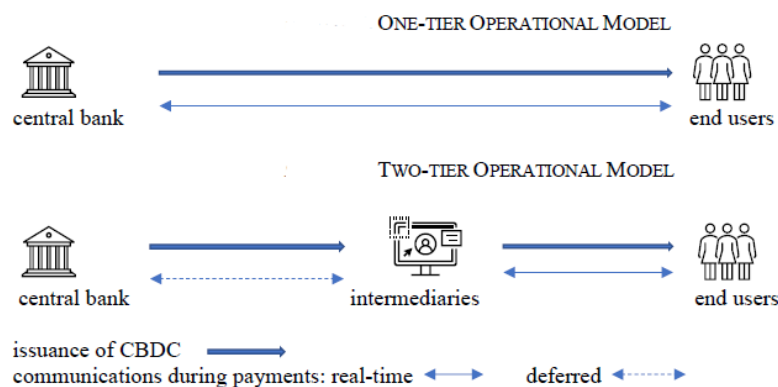 ONE-TIER OPERATIONAL MODEL
central bank
end users
TWO-TIER OPERATIONAL MODEL
central bank
intermediaries
end users
issuance of CBDC
communications during payments: real-time
deferred